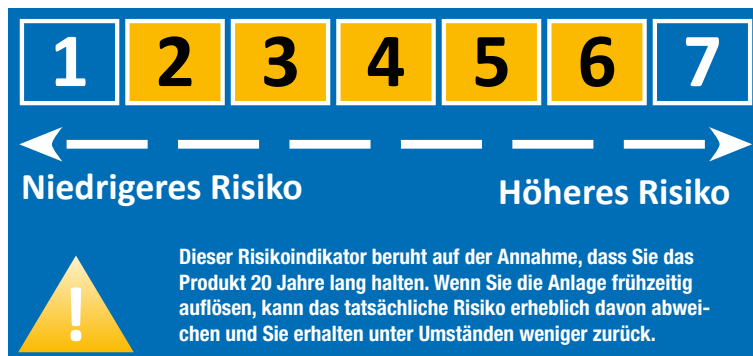 1 2 3 4 5 6 7
Niedrigeres Risiko Höheres Risiko
Dieser Risikoindikator beruht auf der Annahme, dass Sie das
Produkt 20 Jahre lang halten. Wenn Sie die Anlage frühzeitig
auflösen, kann das tatsächliche Risiko erheblich davon abwei-
chen und Sie erhalten unter Umständen weniger zurück.
!